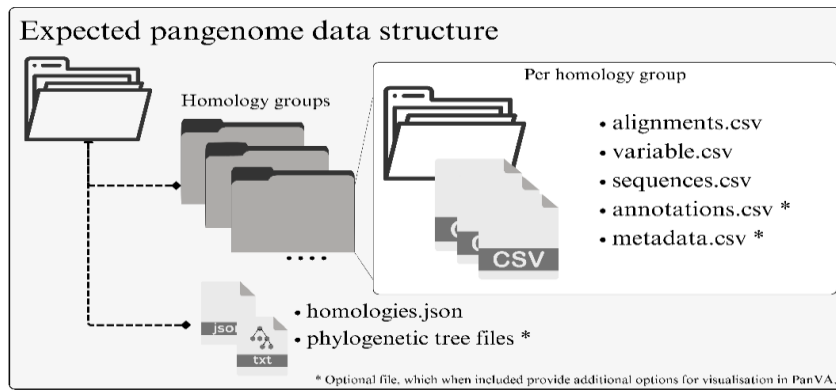 Expected pangenome data structure
Homology groups
Per homology group
• alignments.csv
• variable.csv
• sequences.csv
• annotations.csv *
• metadata.csv *
CSV
• homologies.json
• phylogenetic tree files *
json
txt
* Optional file, which when included provide additional options for visualisation in PanVA.